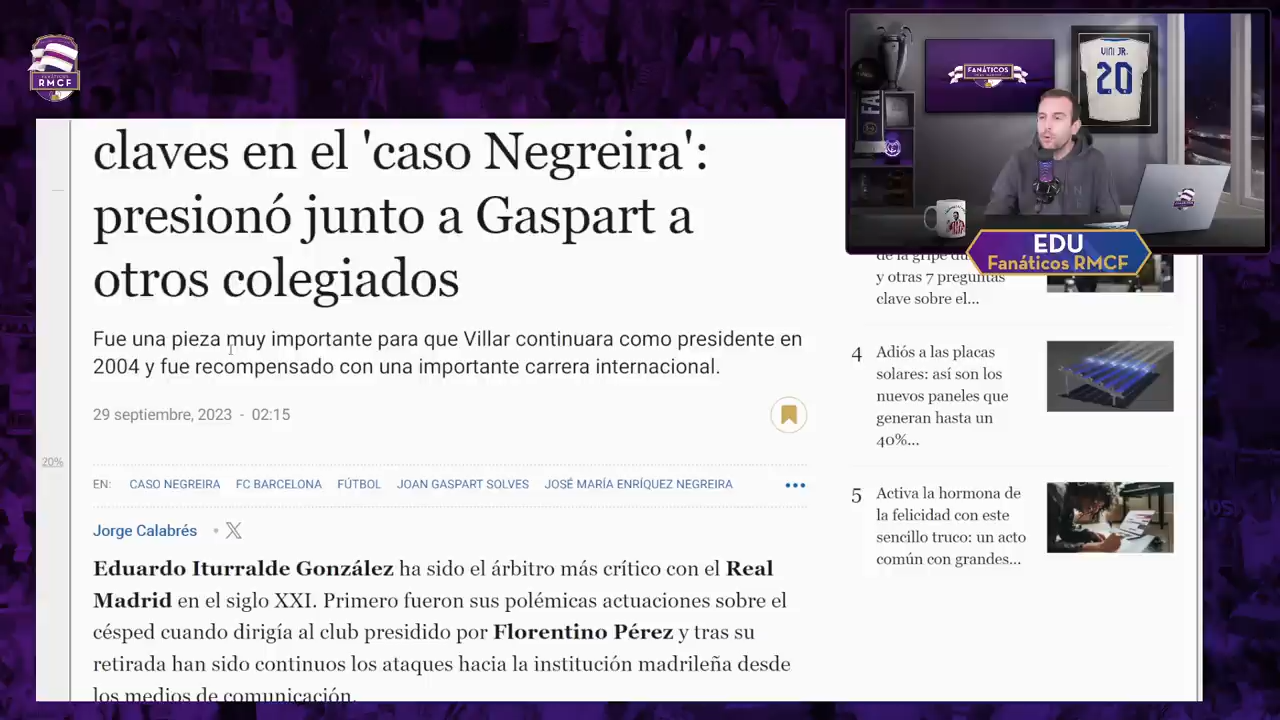 FANÁTICOS
RMCF
claves en el 'caso Negreira':
presionó junto a Gaspart a
otros colegiados
Fue una pieza muy importante para que Villar continuara como presidente en
2004 y fue recompensado con una importante carrera internacional.
29 septiembre, 2023 - 02:15
20%
EN: CASO NEGREIRA FC BARCELONA FÚTBOL JOAN GASPART SOLVES JOSÉ MARÍA ENRÍQUEZ NEGREIRA
Jorge Calabrés
Eduardo Iturralde González ha sido el árbitro más crítico con el Real
Madrid en el siglo XXI. Primero fueron sus polémicas actuaciones sobre el
césped cuando dirigía al club presidido por Florentino Pérez y tras su
retirada han sido continuos los ataques hacia la institución madrileña desde
los medios de comunicación.
FANÁTICOS
VINI JR.
20
EDU
Fanáticos RMCF
y otras 7 preguntas
clave sobre el...
4 Adiós a las placas
solares: así son los
nuevos paneles que
generan hasta un
40%...
5 Activa la hormona de
la felicidad con este
sencillo truco: un acto
común con grandes...